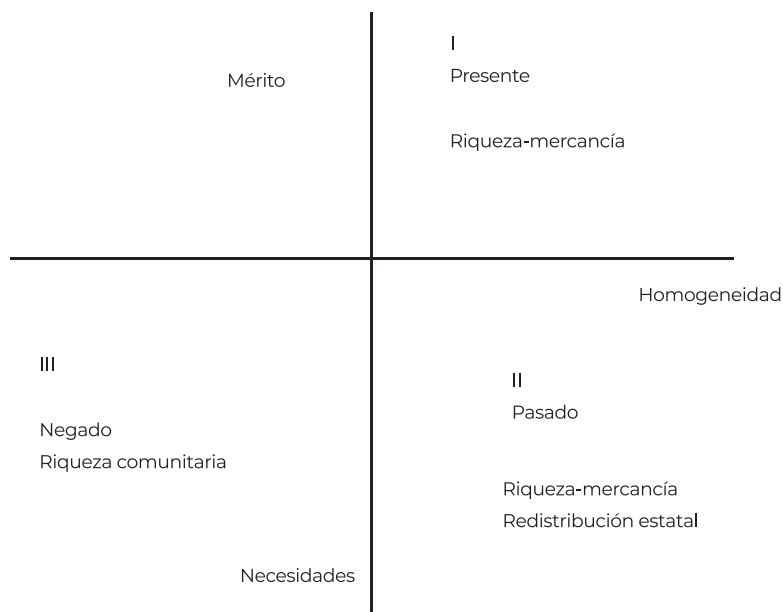 I
Mérito
Presente
Riqueza-mercancía
Homogeneidad
III
II
Pasado
Negado
Riqueza comunitaria
Riqueza-mercancía
Redistribución estatal
Necesidades